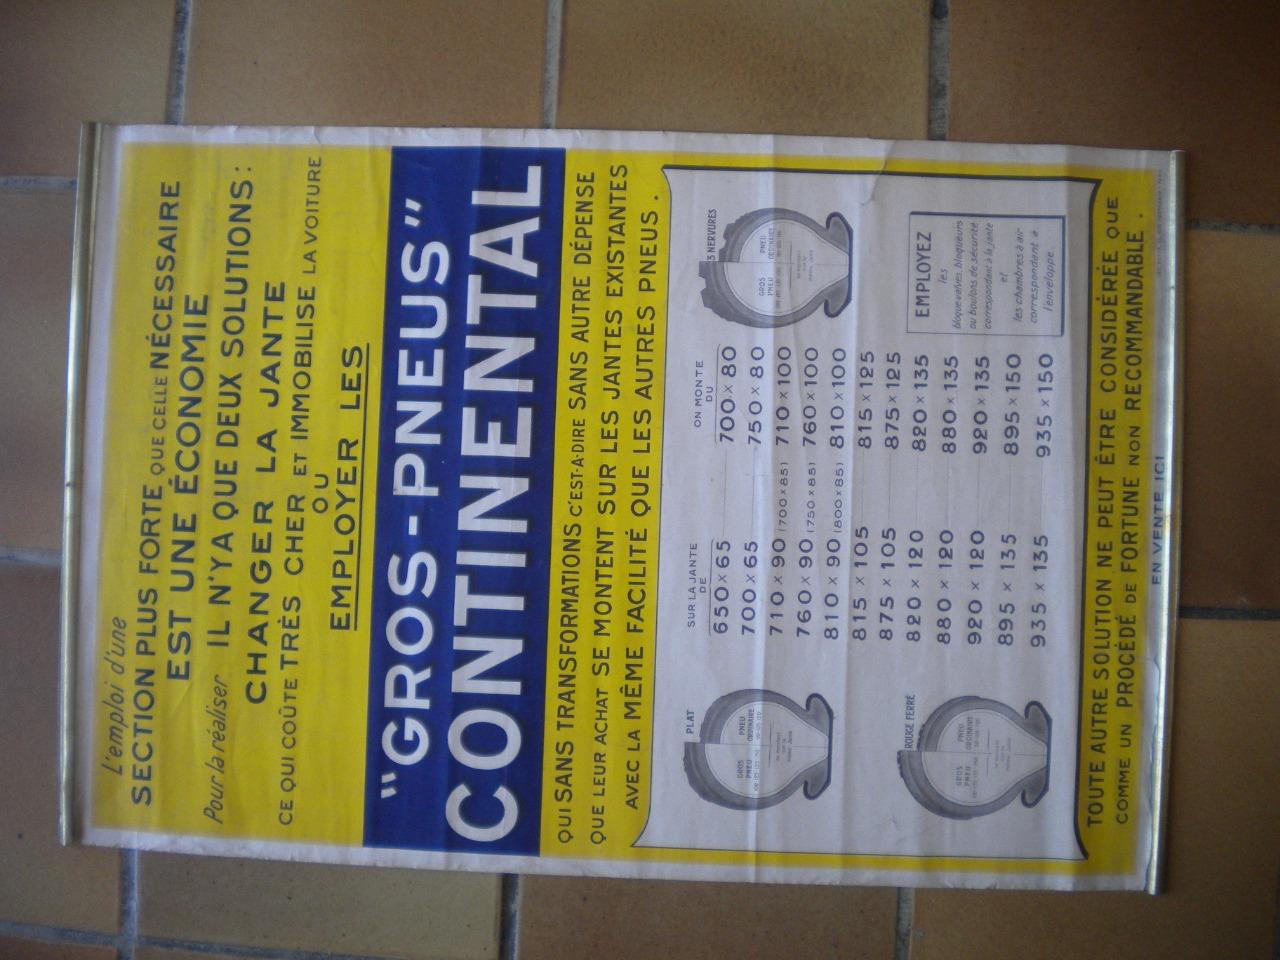 L'emploi d'une
SECTION PLUS FORTE QUE CELLE NÉCESSAIRE
EST UNE ÉCONOMIE
Pour la réaliser IL N'Y A QUE DEUX SOLUTIONS:
CHANGER LA JANTE
CE QUI COÛTE TRÈS CHER ET IMMOBILISE LA VOITURE
OU
EMPLOYER LES
"GROS-PNEUS"
CONTINENTAL
QUI SANS TRANSFORMATIONS C'EST-A-DIRE SANS AUTRE DÉPENSE
QUE LEUR ACHAT SE MONTENT SUR LES JANTES EXISTANTES
AVEC LA MÊME FACILITÉ QUE LES AUTRES PNEUS.
PLAT
GROS PNEU
PNEU ORDINAIRE
ROUGE FERRÉ
GROS PNEU
PNEU ORDINAIRE
SUR LA JANTE DE
ON MONTE DU
650 x 65 700 x 80
700 x 65 750 x 80
710 x 90 (700 x 85) 710 x 100
760 x 90 (750 x 85) 760 x 100
810 x 90 (800 x 85) 810 x 100
815 x 105 815 x 125
875 x 105 875 x 125
820 x 120 820 x 135
880 x 120 880 x 135
920 x 120 920 x 135
895 x 135 895 x 150
935 x 135 935 x 150
3 NERVURES
GROS PNEU
PNEU ORDINAIRE
EMPLOYEZ
les
bloque-valves, bloqueurs
ou boulons de sécurité
correspondant à la jante
et
les chambres à air
correspondant à
l'enveloppe.
TOUTE AUTRE SOLUTION NE PEUT ÊTRE CONSIDÉRÉE QUE
COMME UN PROCÉDÉ DE FORTUNE NON RECOMMANDABLE.
EN VENTE ICI